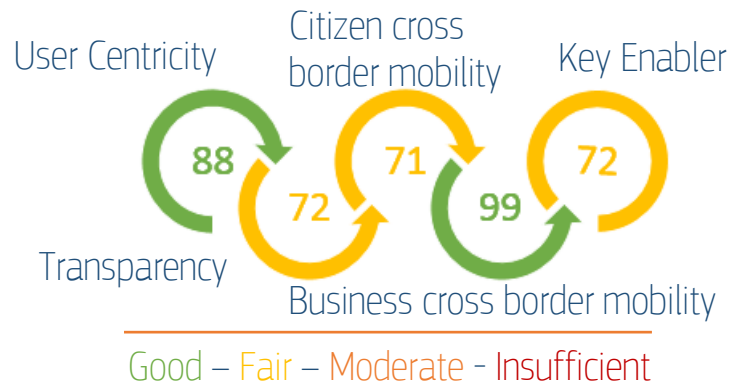 Citizen cross
border mobility
User Centricity
Key Enabler
88
71
72
72
99
Transparency
Business cross border mobility
Good – Fair – Moderate - Insufficient